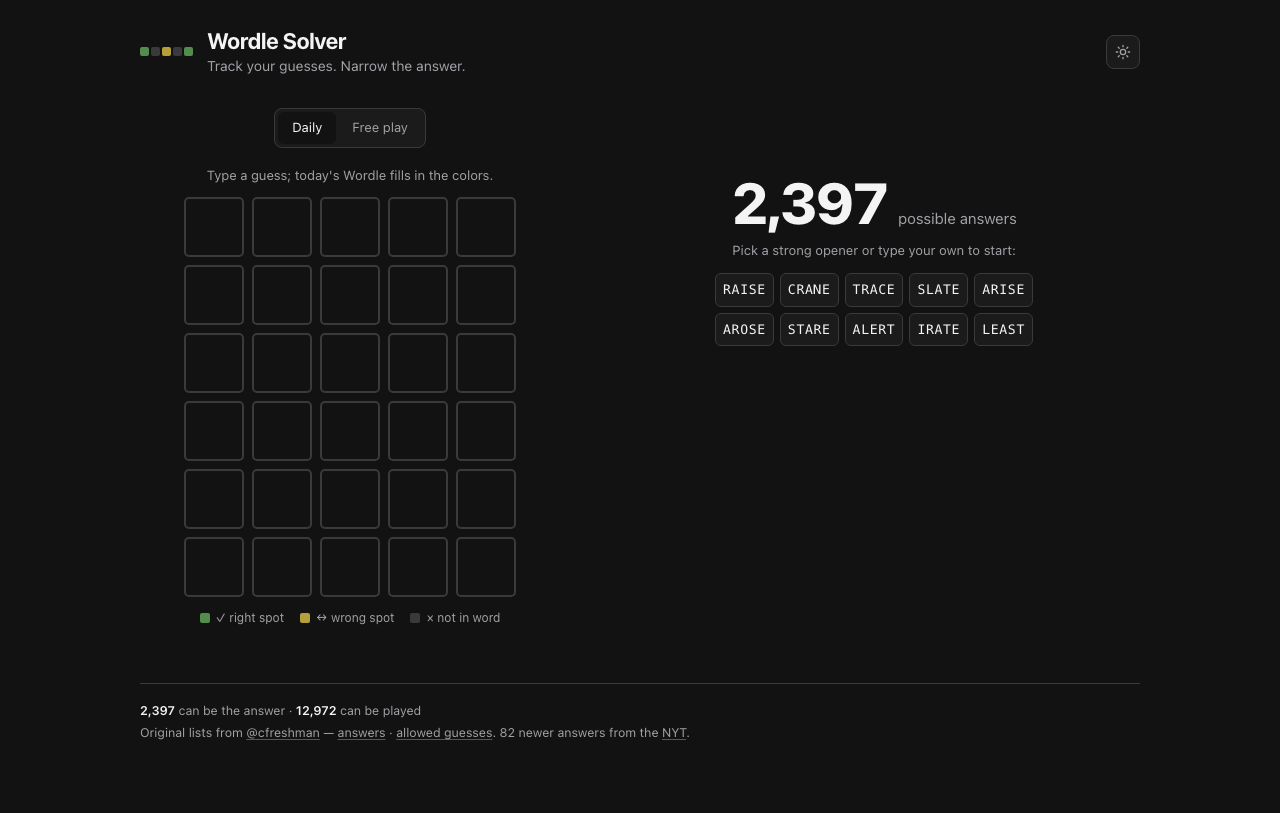 Wordle Solver
Track your guesses. Narrow the answer.
Daily Free play
Type a guess; today's Wordle fills in the colors.
✓ right spot ↔ wrong spot × not in word
2,397 possible answers
Pick a strong opener or type your own to start:
RAISE CRANE TRACE SLATE ARISE
AROSE STARE ALERT IRATE LEAST
2,397 can be the answer · 12,972 can be played
Original lists from @cfreshman — answers · allowed guesses. 82 newer answers from the NYT.